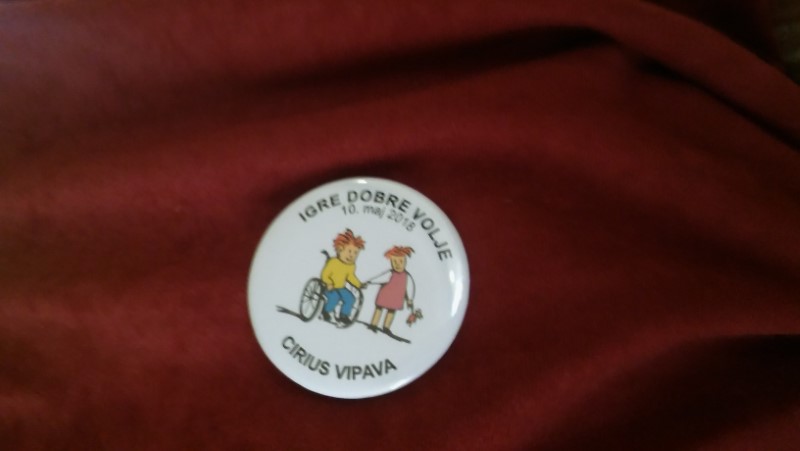 IGRE DOBRE VOLJE
10. maj 2018
CIRIUS VIPAVA